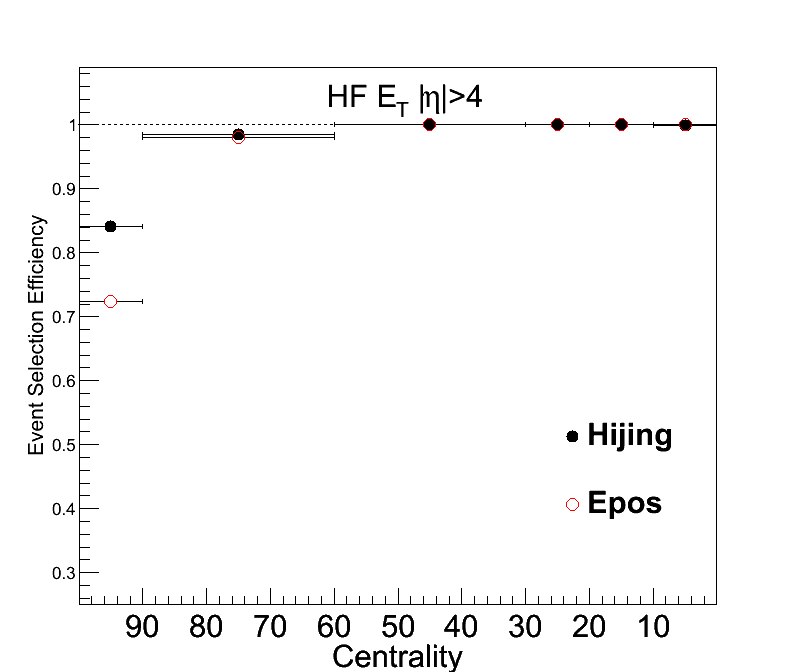 HF E_T |η|>4
1
0.9
0.8
0.7
0.6
0.5
0.4
0.3
Event Selection Efficiency
Hijing
Epos
90 80 70 60 50 40 30 20 10
Centrality